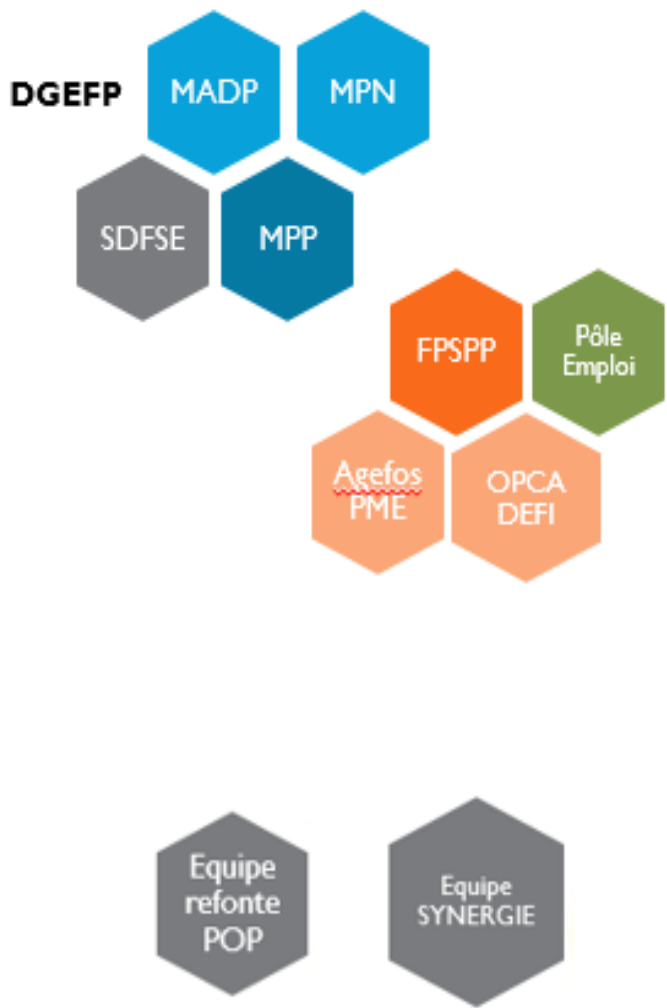 DGEFP
MADP
MPN
SDFSE
MPP
FPSPP
Pôle
Emploi
Agefos
PME
OPCA
DEFI
Equipe
refonte
POP
Equipe
SYNERGIE